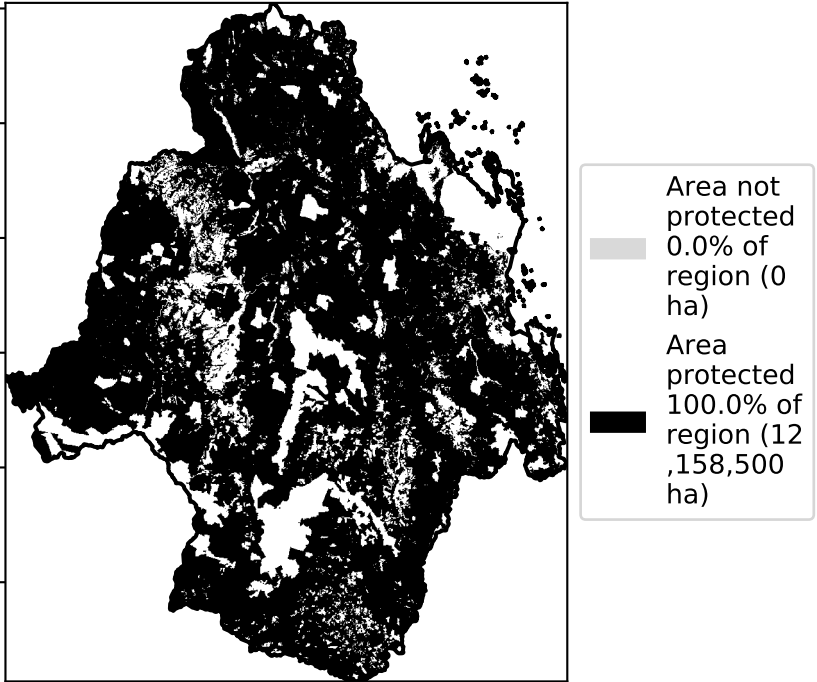 Area not
protected
0.0% of
region (0
ha)
Area
protected
100.0% of
region (12
,158,500
ha)